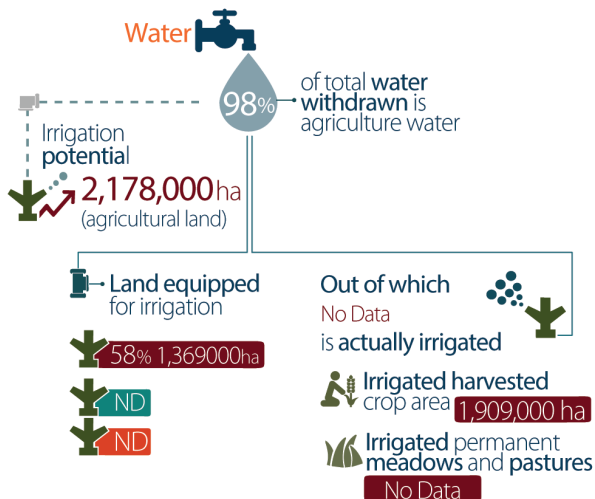 Water
98%
of total water
withdrawn is
agriculture water
Irrigation
potential
2,178,000 ha
(agricultural land)
Land equipped
for irrigation
58% 1,369000ha
ND
ND
Out of which
No Data
is actually irrigated
Irrigated harvested
crop area 1,909,000 ha
Irrigated permanent
meadows and pastures
No Data